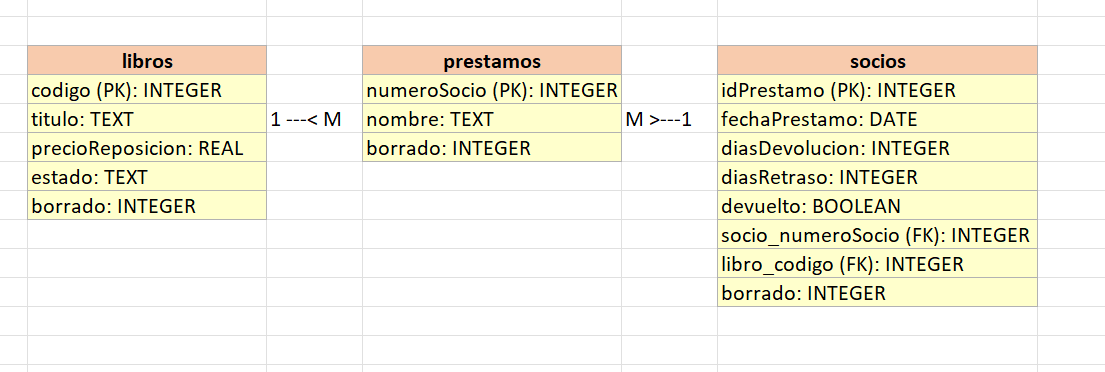 libros
codigo (PK): INTEGER
titulo: TEXT
precioReposicion: REAL
estado: TEXT
borrado: INTEGER
1 ---< M
prestamos
numeroSocio (PK): INTEGER
nombre: TEXT
borrado: INTEGER
M >---1
socios
idPrestamo (PK): INTEGER
fechaPrestamo: DATE
diasDevolucion: INTEGER
diasRetraso: INTEGER
devuelto: BOOLEAN
socio_numeroSocio (FK): INTEGER
libro_codigo (FK): INTEGER
borrado: INTEGER